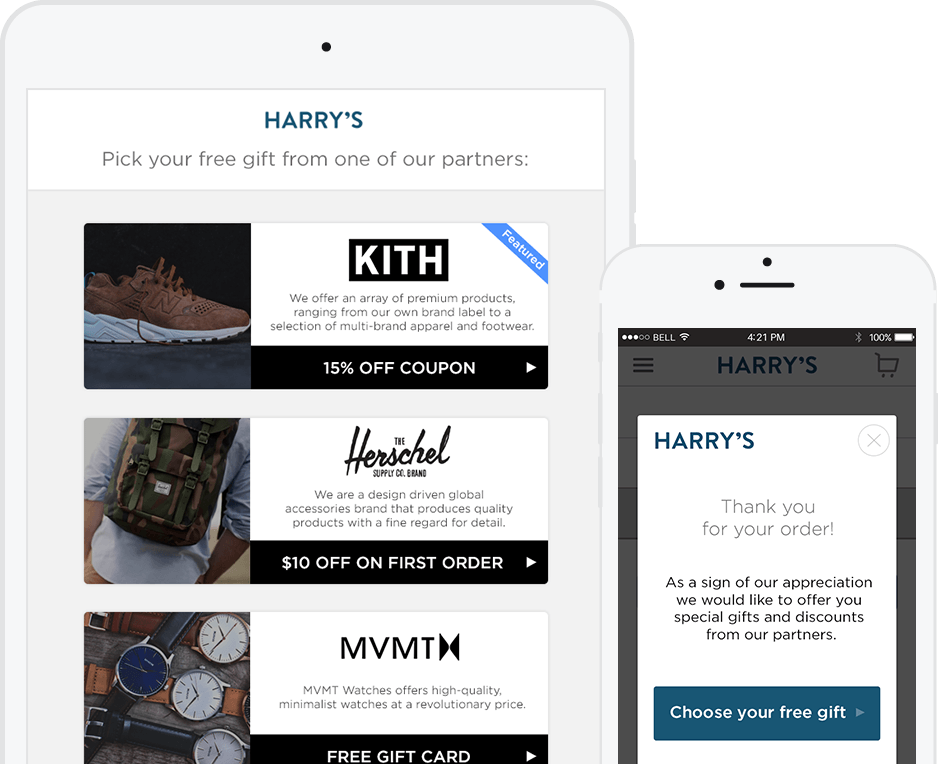 HARRY'S
Pick your free gift from one of our partners:
Featured
KITH
We offer an array of premium products,
ranging from our own brand label to a
selection of multi-brand apparel and footwear.
15% OFF COUPON
THE
Herschel
SUPPLY CO. BRAND
We are a design driven global
accessories brand that produces quality
products with a fine regard for detail.
$10 OFF ON FIRST ORDER
MVMT
MVMT Watches offers high-quality,
minimalist watches at a revolutionary price.
FREE GIFT CARD
BELL 4:21 PM 100%
HARRY'S
HARRY'S
Thank you
for your order!
As a sign of our appreciation
we would like to offer you
special gifts and discounts
from our partners.
Choose your free gift